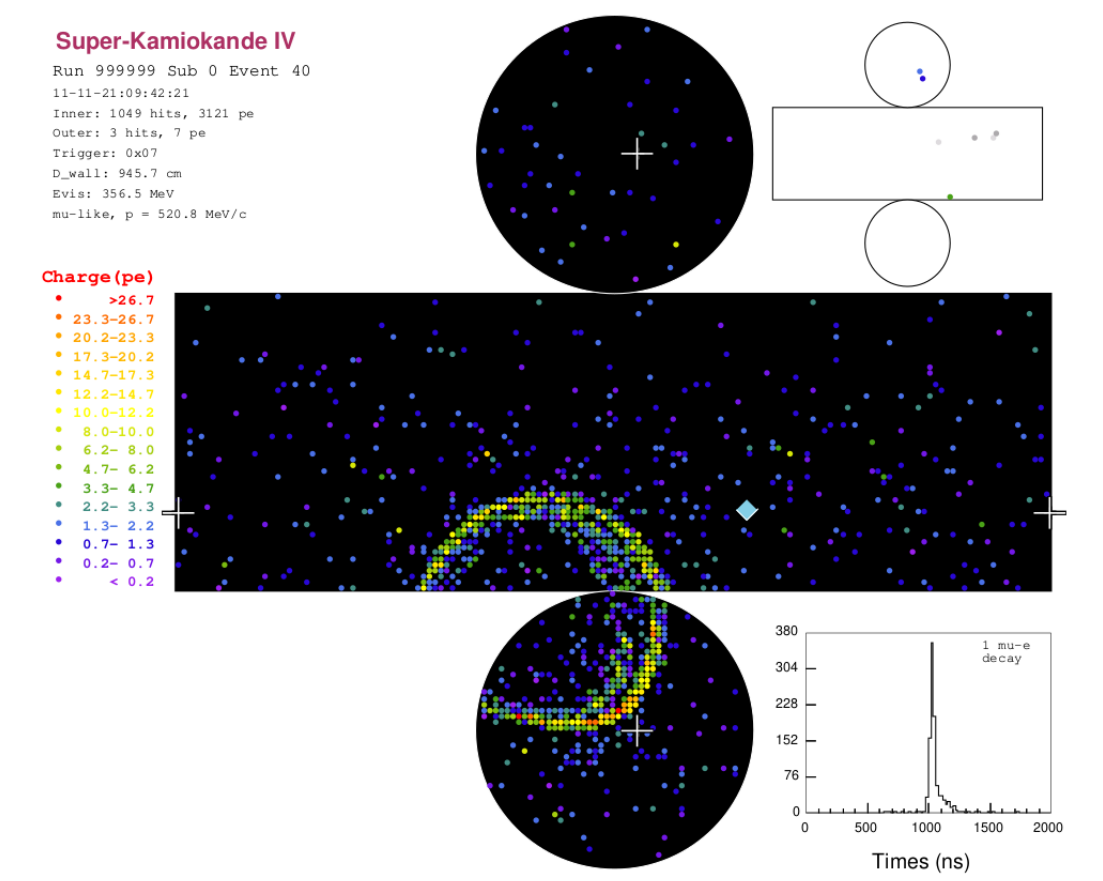 Super-Kamiokande IV
Run 999999 Sub 0 Event 40
11-11-21:09:42:21
Inner: 1049 hits, 3121 pe
Outer: 3 hits, 7 pe
Trigger: 0x07
D_wall: 945.7 cm
Evis: 356.5 MeV
mu-like, p = 520.8 MeV/c
Charge(pe)
>26.7
23.3-26.7
20.2-23.3
17.3-20.2
14.7-17.3
12.2-14.7
10.0-12.2
8.0-10.0
6.2- 8.0
4.7- 6.2
3.3- 4.7
2.2- 3.3
1.3- 2.2
0.7- 1.3
0.2- 0.7
< 0.2
380
304
228
152
76
0
1 mu-e
decay
0 500 1000 1500 2000
Times (ns)